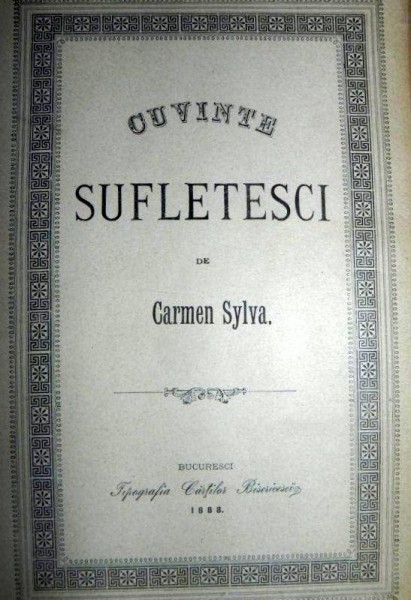 CUVINTE
SUFLETESCI
DE
Carmen Sylva.
BUCURESCI
Tipografia Cărților Bisericesci
1888.